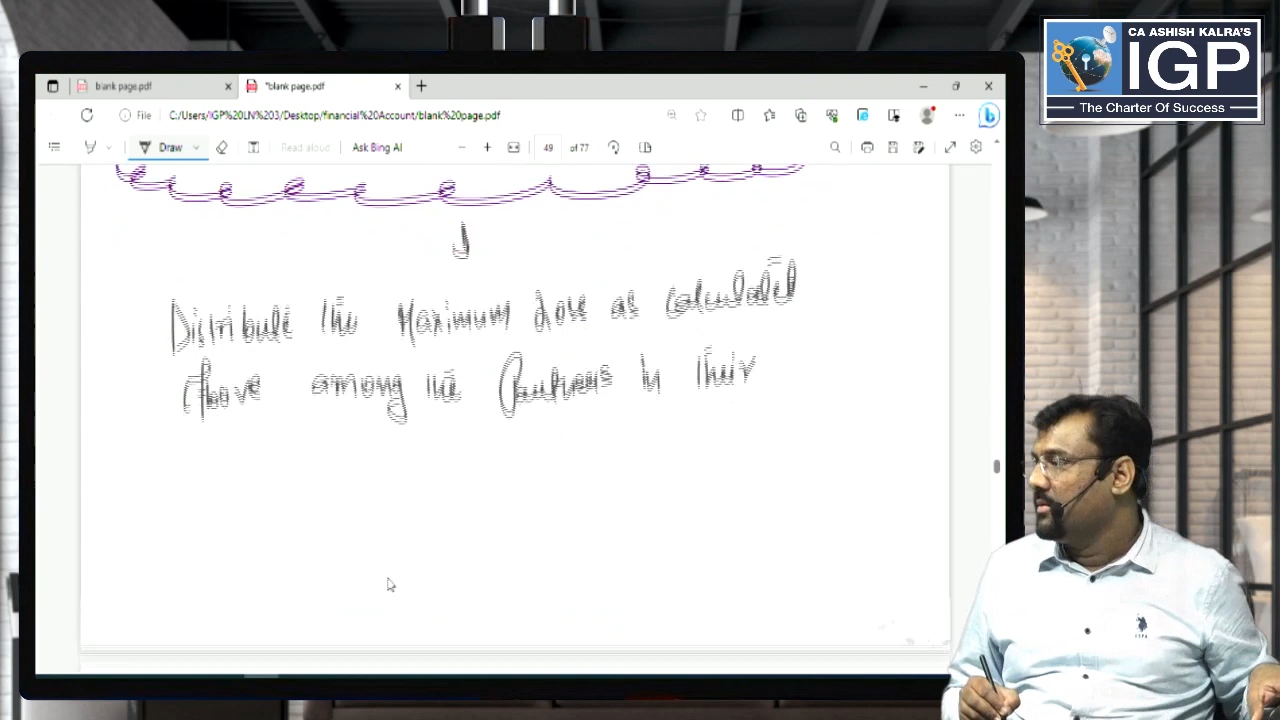 CA ASHISH KALRA'S
IGP
The Charter Of Success
blank page.pdf
*blank page.pdf
File
C:/Users/IGP%20LN%203/Desktop/financial%20Account/blank%20page.pdf
Draw
Read aloud
Ask Bing AI
49 of 77
Distribute the Maximum Loss as calculated
Above among the Partners in their